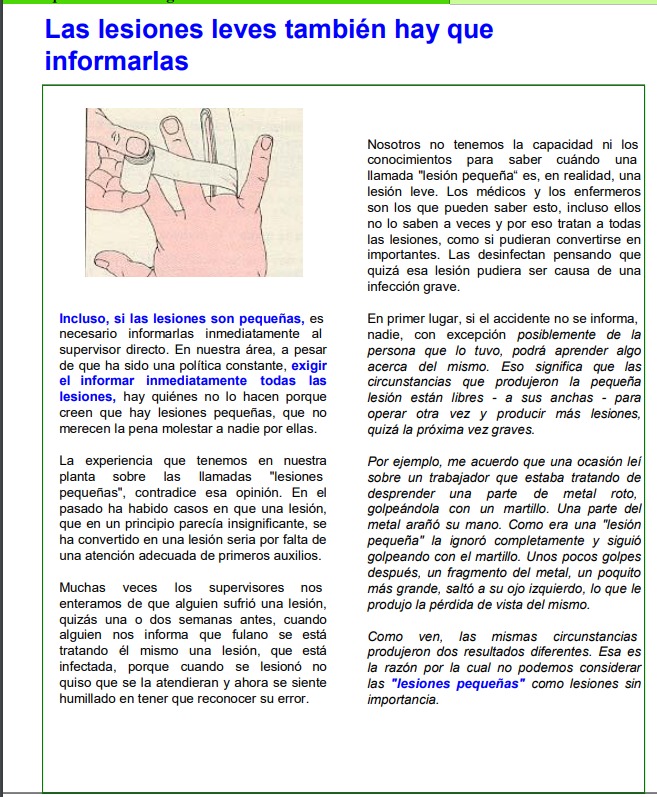 Las lesiones leves también hay que
informarlas
Incluso, si las lesiones son pequeñas, es
necesario informarlas inmediatamente al
supervisor directo. En nuestra área, a pesar
de que ha sido una política constante, exigir
el informar inmediatamente todas las
lesiones, hay quiénes no lo hacen porque
creen que hay lesiones pequeñas, que no
merecen la pena molestar a nadie por ellas.
La experiencia que tenemos en nuestra
planta sobre las llamadas "lesiones
pequeñas", contradice esa opinión. En el
pasado ha habido casos en que una lesión,
que en un principio parecía insignificante, se
ha convertido en una lesión seria por falta de
una atención adecuada de primeros auxilios.
Muchas veces los supervisores nos
enteramos de que alguien sufrió una lesión,
quizás una o dos semanas antes, cuando
alguien nos informa que fulano se está
tratando él mismo una lesión, que está
infectada, porque cuando se lesionó no
quiso que se la atendieran y ahora se siente
humillado en tener que reconocer su error.
Nosotros no tenemos la capacidad ni los
conocimientos para saber cuándo una
llamada "lesión pequeña“ es, en realidad, una
lesión leve. Los médicos y los enfermeros
son los que pueden saber esto, incluso ellos
no lo saben a veces y por eso tratan a todas
las lesiones, como si pudieran convertirse en
importantes. Las desinfectan pensando que
quizá esa lesión pudiera ser causa de una
infección grave.
En primer lugar, si el accidente no se informa,
nadie, con excepción posiblemente de la
persona que lo tuvo, podrá aprender algo
acerca del mismo. Eso significa que las
circunstancias que produjeron la pequeña
lesión están libres - a sus anchas - para
operar otra vez y producir más lesiones,
quizá la próxima vez graves.
Por ejemplo, me acuerdo que una ocasión leí
sobre un trabajador que estaba tratando de
desprender una parte de metal roto,
golpeándola con un martillo. Una parte del
metal arañó su mano. Como era una "lesión
pequeña" la ignoró completamente y siguió
golpeando con el martillo. Unos pocos golpes
después, un fragmento del metal, un poquito
más grande, saltó a su ojo izquierdo, lo que le
produjo la pérdida de vista del mismo.
Como ven, las mismas circunstancias
produjeron dos resultados diferentes. Esa es
la razón por la cual no podemos considerar
las "lesiones pequeñas" como lesiones sin
importancia.